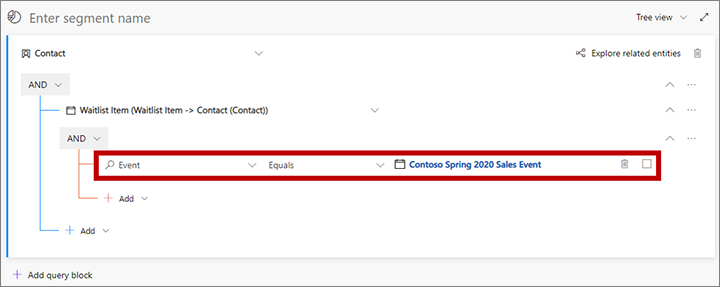 Enter segment name Tree view
Contact Explore related entities
AND
Waitlist Item (Waitlist Item -> Contact (Contact))
AND
Event Equals Contoso Spring 2020 Sales Event
Add
Add
Add query block